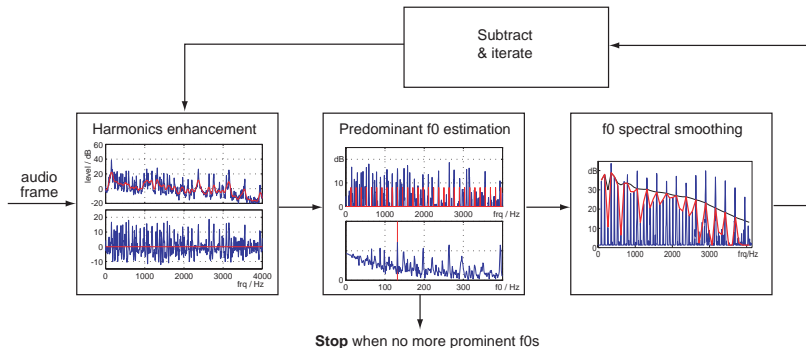 Subtract
& iterate
Harmonics enhancement
Predominant f0 estimation
f0 spectral smoothing
audio
frame
level / dB
60
40
20
0
-20
20
10
0
-10
0 1000 2000 3000 4000
frq / Hz
dB
10
0
0 1000 2000 3000
frq / Hz
0
0 100 200 300
f0 / Hz
dB
30
20
10
0
0 1000 3000
frq/Hz
Stop when no more prominent f0s